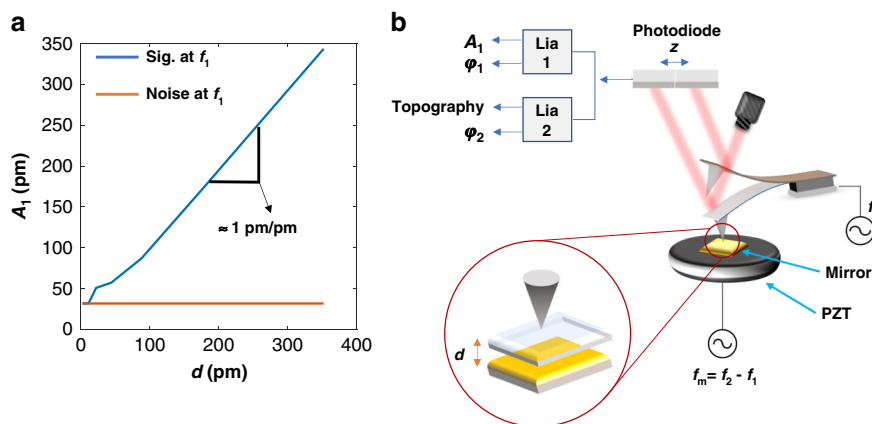 a
A₁ (pm)
350
300
250
200
150
100
50
0
0
100
200
300
400
d (pm)
Sig. at f₁
Noise at f₁
≈ 1 pm/pm
b
A₁
φ₁
Lia
1
Topography
φ₂
Lia
2
Photodiode
z
Mirror
PZT
d
fₘ= f₂ - f₁